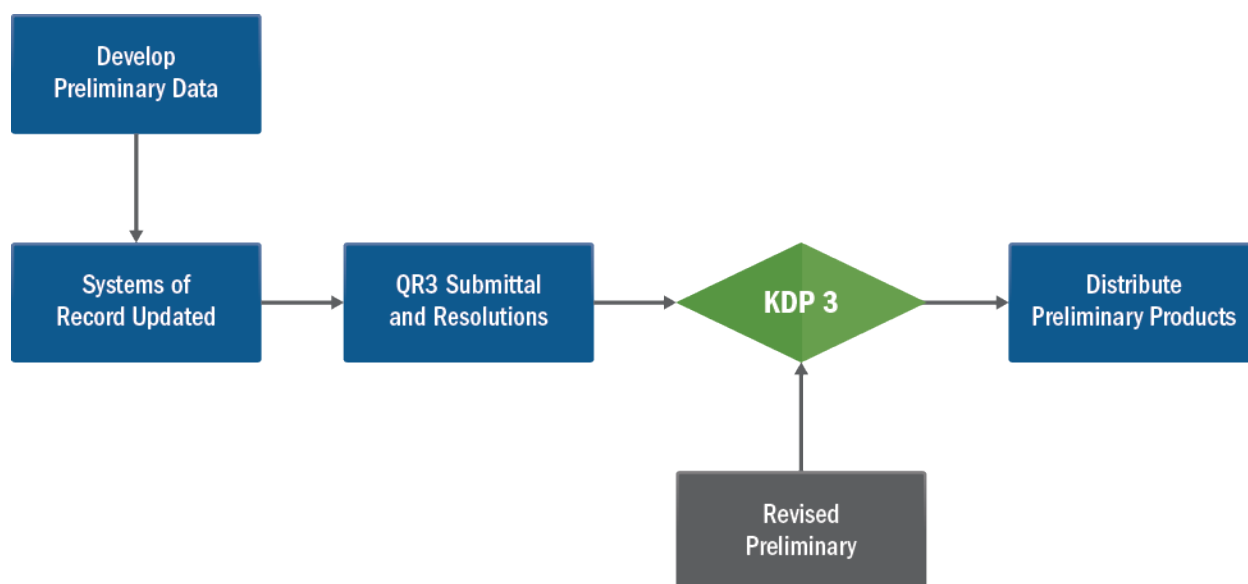 Develop
Preliminary Data
Systems of
Record Updated
QR3 Submittal
and Resolutions
KDP 3
Distribute
Preliminary Products
Revised
Preliminary